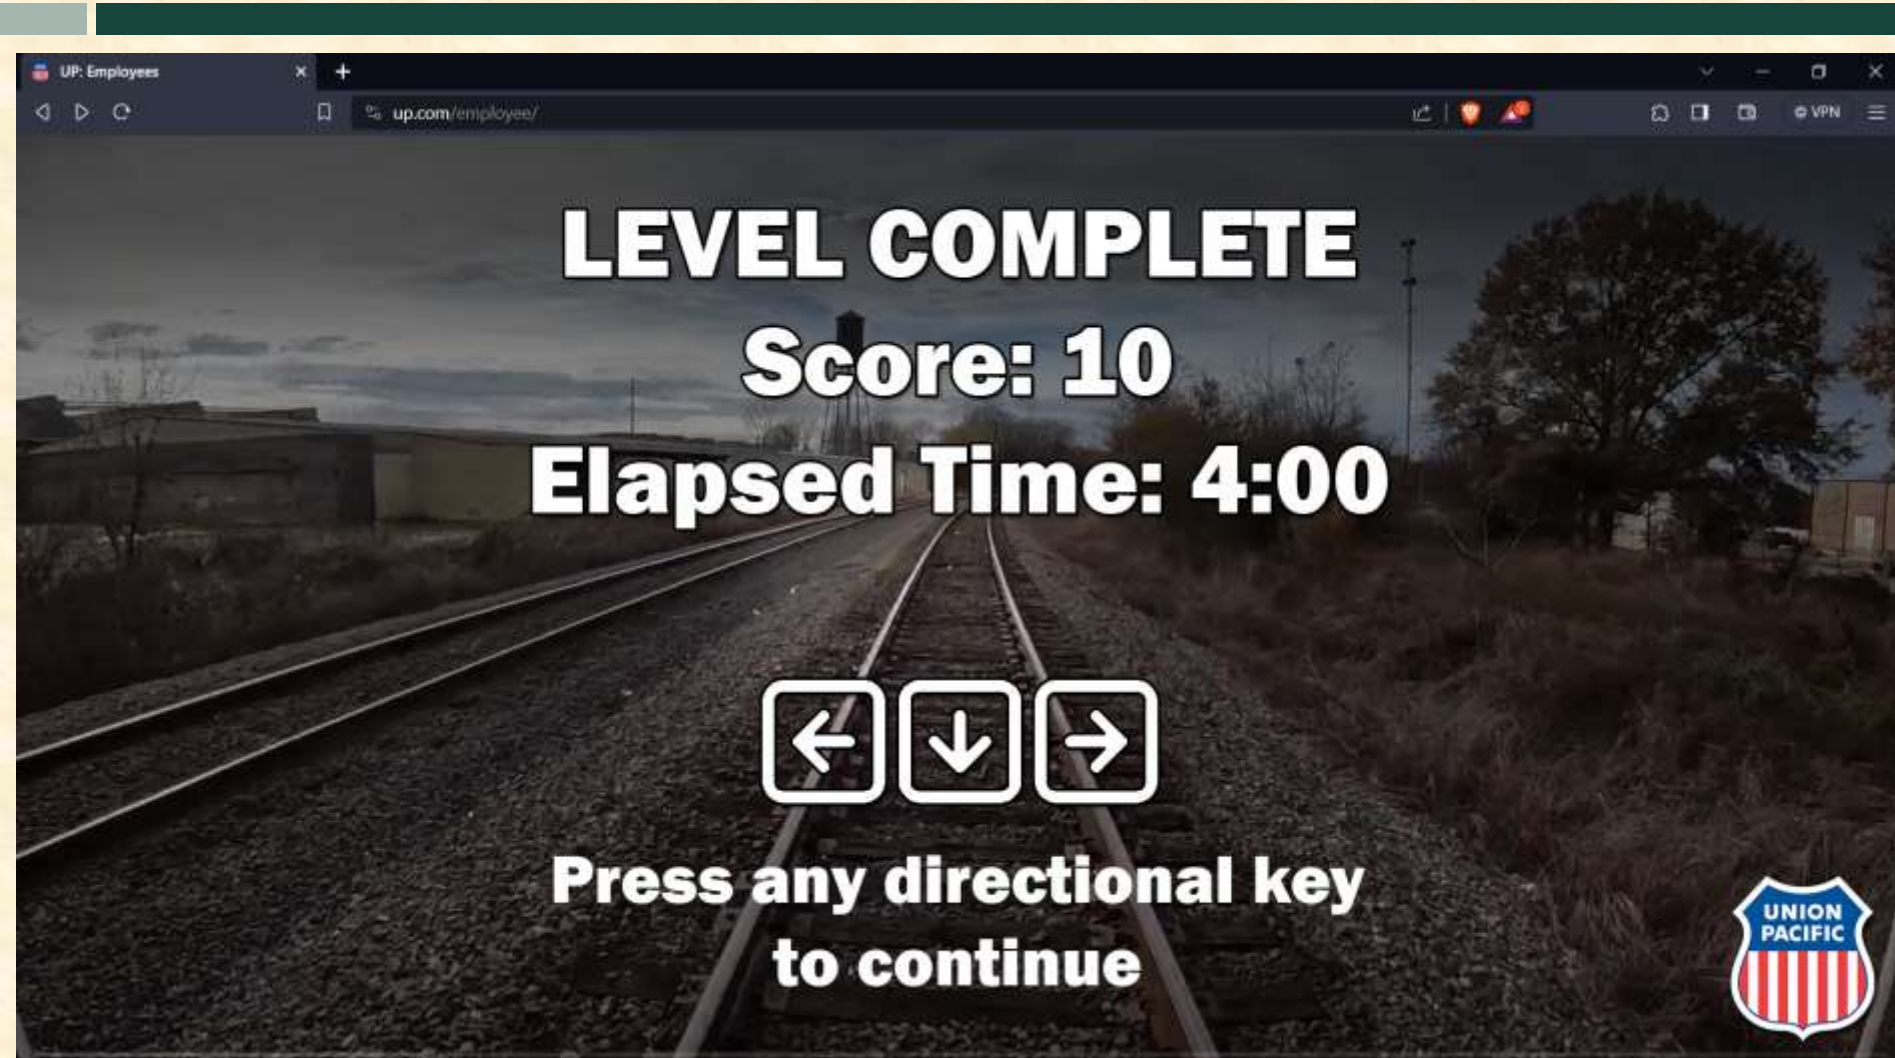 UP: Employees
up.com/employee/
VPN
LEVEL COMPLETE
Score: 10
Elapsed Time: 4:00
Press any directional key
to continue
UNION
PACIFIC